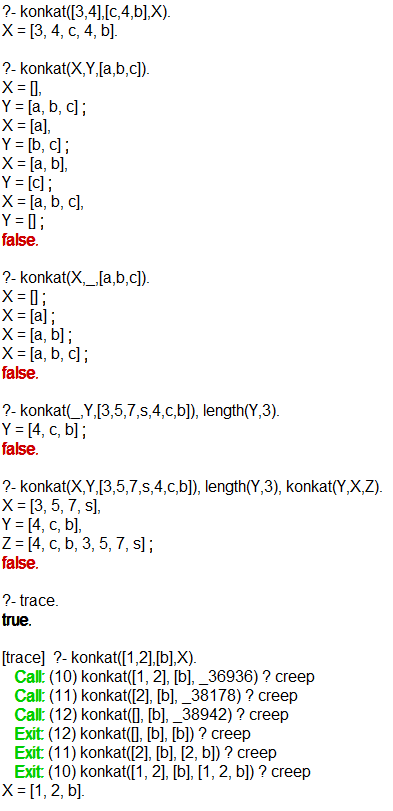 ?- konkat([3,4],[c,4,b],X).
X = [3, 4, c, 4, b].
?- konkat(X,Y,[a,b,c]).
X = [],
Y = [a, b, c] ;
X = [a],
Y = [b, c] ;
X = [a, b],
Y = [c] ;
X = [a, b, c],
Y = [] ;
false.
?- konkat(X,_,[a,b,c]).
X = [] ;
X = [a] ;
X = [a, b] ;
X = [a, b, c] ;
false.
?- konkat(_,Y,[3,5,7,s,4,c,b]), length(Y,3).
Y = [4, c, b] ;
false.
?- konkat(X,Y,[3,5,7,s,4,c,b]), length(Y,3), konkat(Y,X,Z).
X = [3, 5, 7, s],
Y = [4, c, b],
Z = [4, c, b, 3, 5, 7, s] ;
false.
?- trace.
true.
[trace]  ?- konkat([1,2],[b],X).
Call: (10) konkat([1, 2], [b], _36936) ? creep
Call: (11) konkat([2], [b], _38178) ? creep
Call: (12) konkat([], [b], _38942) ? creep
Exit: (12) konkat([], [b], [b]) ? creep
Exit: (11) konkat([2], [b], [2, b]) ? creep
Exit: (10) konkat([1, 2], [b], [1, 2, b]) ? creep
X = [1, 2, b].